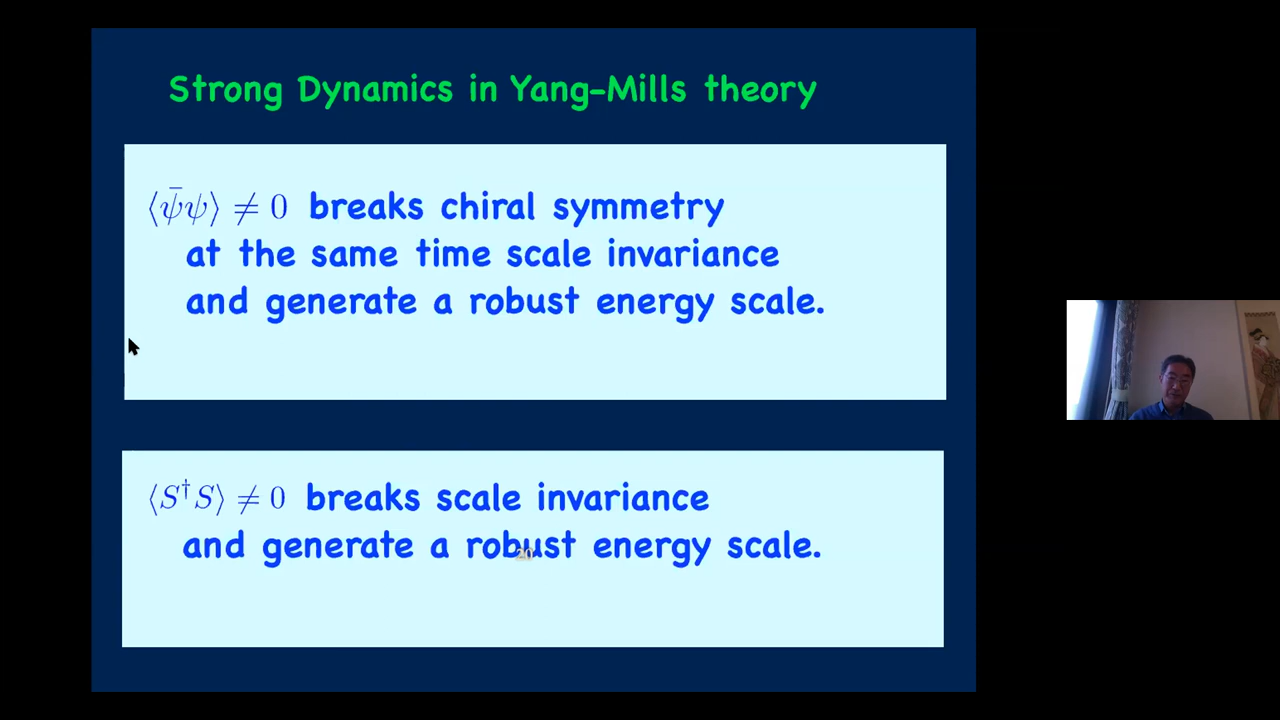 Strong Dynamics in Yang-Mills theory
⟨ψ̄ψ⟩ ≠ 0 breaks chiral symmetry
at the same time scale invariance
and generate a robust energy scale.
⟨S†S⟩ ≠ 0 breaks scale invariance
and generate a robust energy scale.
20